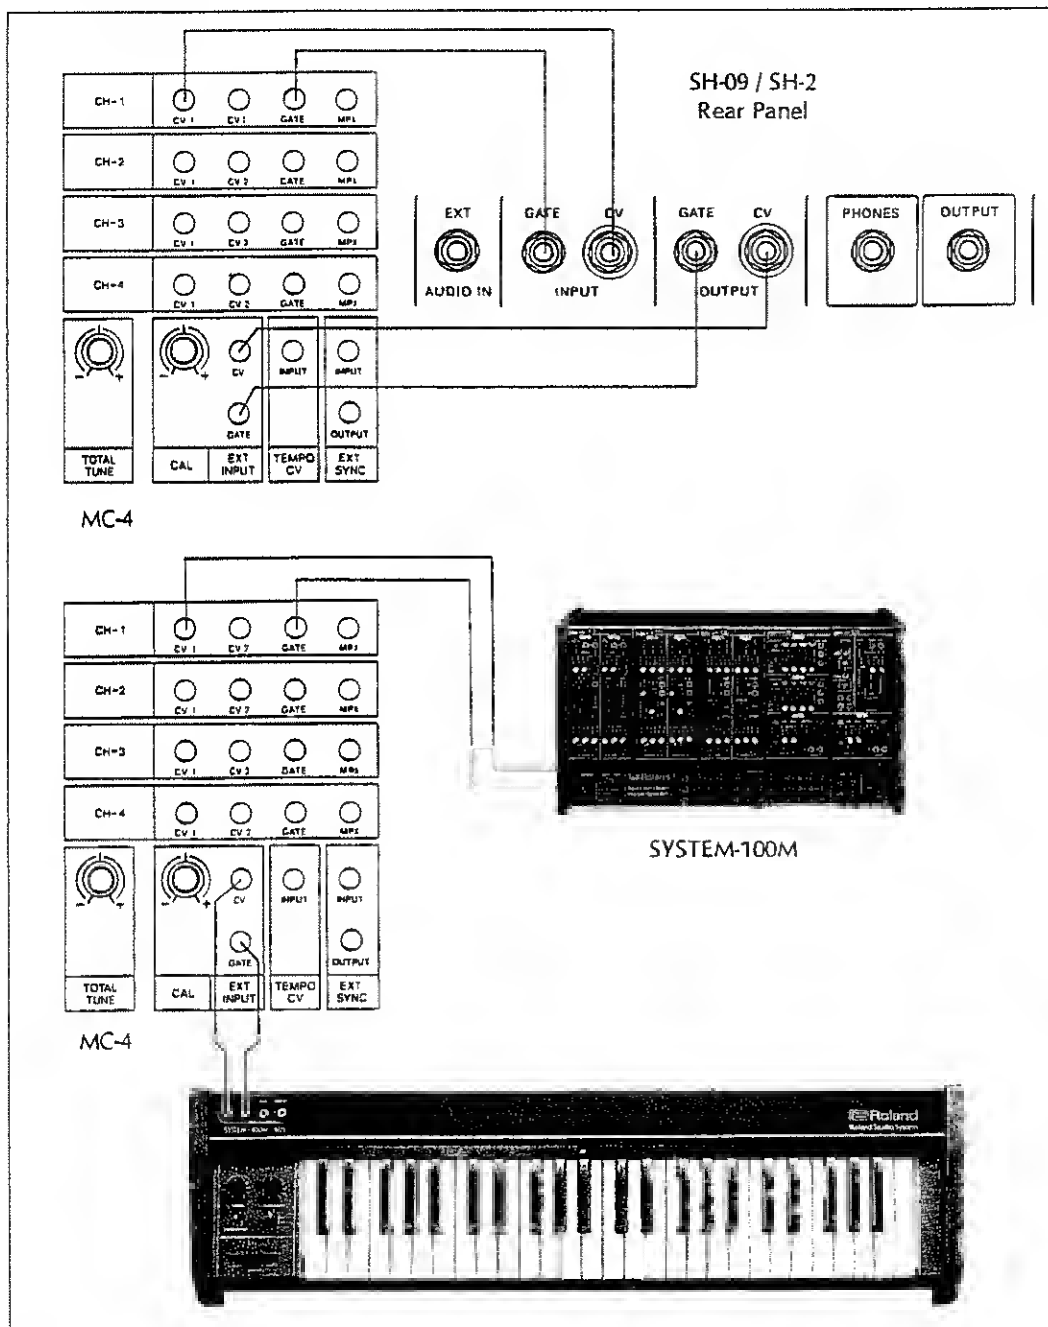 SH-09 / SH-2
Rear Panel
CH-1
CV 1
GATE
MPX
CH-2
CV 1
CV 2
GATE
MPX
CH-3
CV 1
CV 2
GATE
MPX
CH-4
CV 1
CV 2
GATE
MPX
EXT
AUDIO IN
GATE
CV
INPUT
GATE
CV
OUTPUT
PHONES
OUTPUT
CV
INPUT
INPUT
GATE
OUTPUT
- +
- +
TOTAL
TUNE
CAL
EXT
INPUT
TEMPO
CV
EXT
SYNC
MC-4
CH-1
CV 1
CV 2
GATE
MPX
CH-2
CV 1
CV 2
GATE
MPX
CH-3
CV 1
CV 2
GATE
MPX
CH-4
CV 1
CV 2
GATE
MPX
SYSTEM-100M
CV
INPUT
INPUT
GATE
OUTPUT
- +
- +
TOTAL
TUNE
CAL
EXT
INPUT
TEMPO
CV
EXT
SYNC
MC-4
SYSTEM-100M
Roland
Roland Studio System